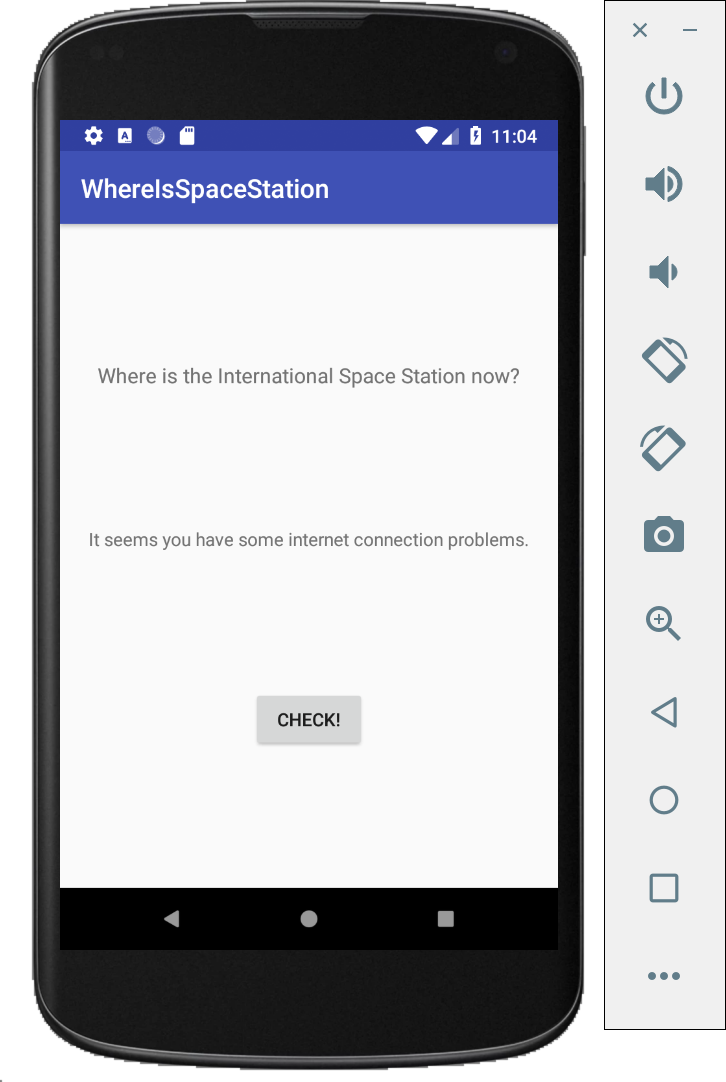 11:04
WhereIsSpaceStation
Where is the International Space Station now?
It seems you have some internet connection problems.
CHECK!